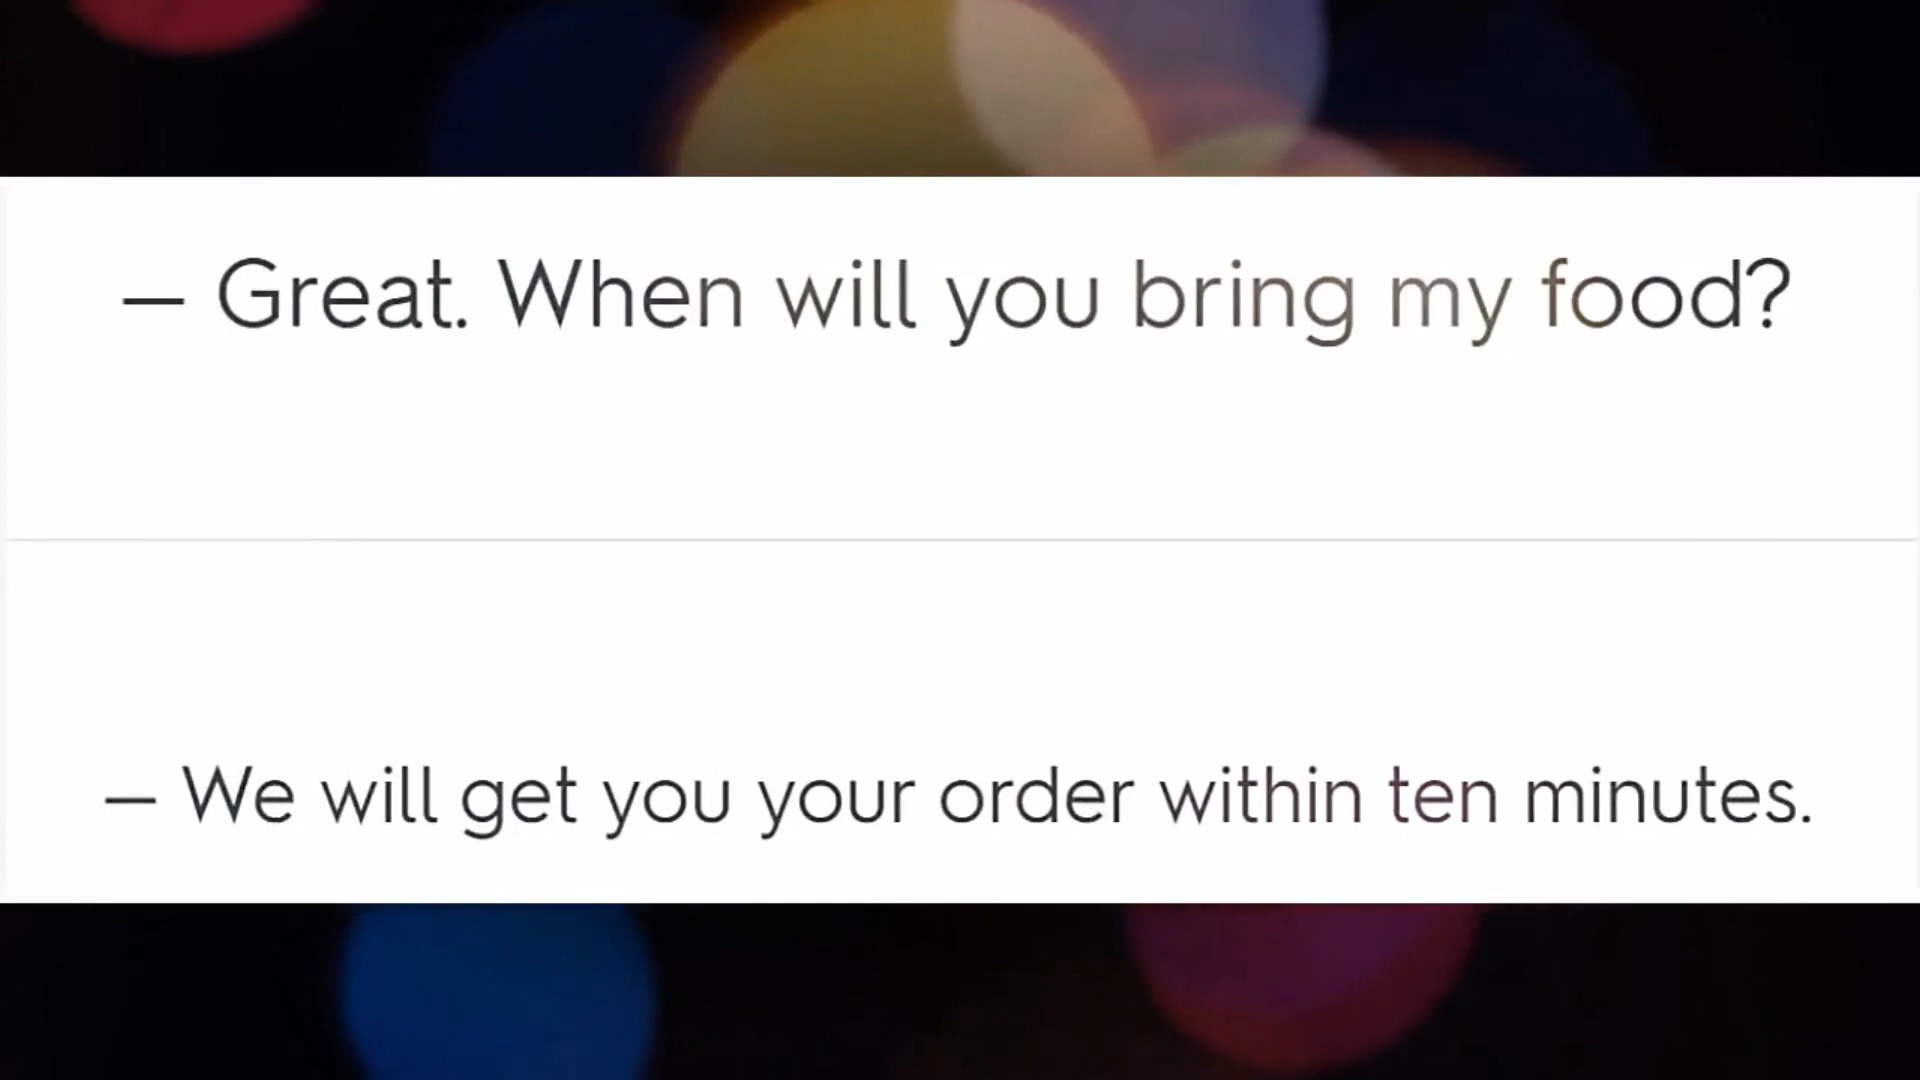 — Great. When will you bring my food?
— We will get you your order within ten minutes.